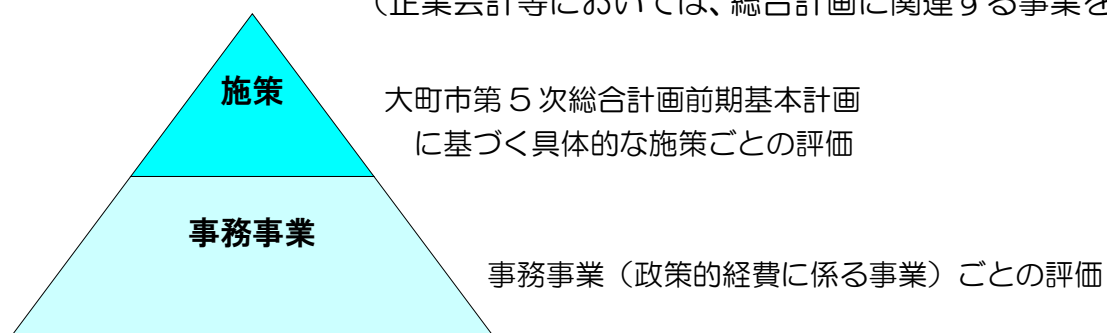 (企業会計等においては、総合計画に関連する事業を
施策
大町市第5次総合計画前期基本計画
に基づく具体的な施策ごとの評価
事務事業
事務事業(政策的経費に係る事業)ごとの評価